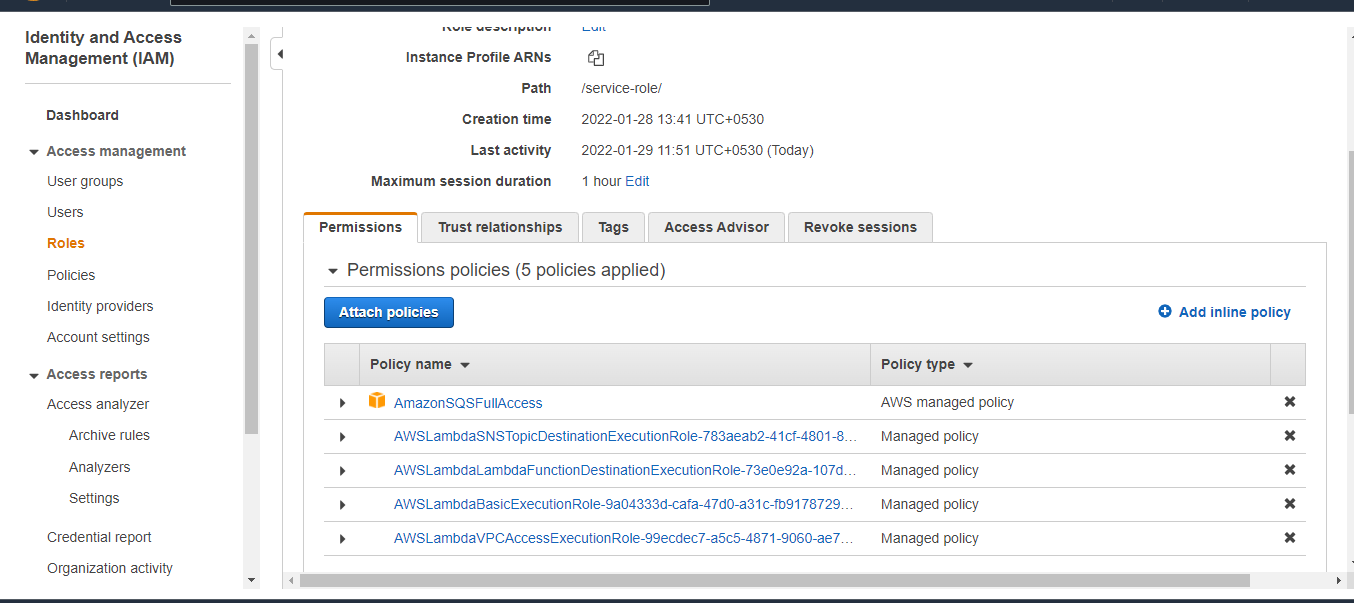 Identity and Access
Management (IAM)
Dashboard
Access management
User groups
Users
Roles
Policies
Identity providers
Account settings
Access reports
Access analyzer
Archive rules
Analyzers
Settings
Credential report
Organization activity
Role description Edit
Instance Profile ARNs
Path /service-role/
Creation time 2022-01-28 13:41 UTC+0530
Last activity 2022-01-29 11:51 UTC+0530 (Today)
Maximum session duration 1 hour Edit
Permissions Trust relationships Tags Access Advisor Revoke sessions
Permissions policies (5 policies applied)
Attach policies Add inline policy
Policy name Policy type
AmazonSQSFullAccess AWS managed policy
AWSLambdaSNSTopicDestinationExecutionRole-783aeab2-41cf-4801-8... Managed policy
AWSLambdaLambdaFunctionDestinationExecutionRole-73e0e92a-107d... Managed policy
AWSLambdaBasicExecutionRole-9a04333d-cafa-47d0-a31c-fb9178729... Managed policy
AWSLambdaVPCAccessExecutionRole-99ecdec7-a5c5-4871-9060-ae7... Managed policy